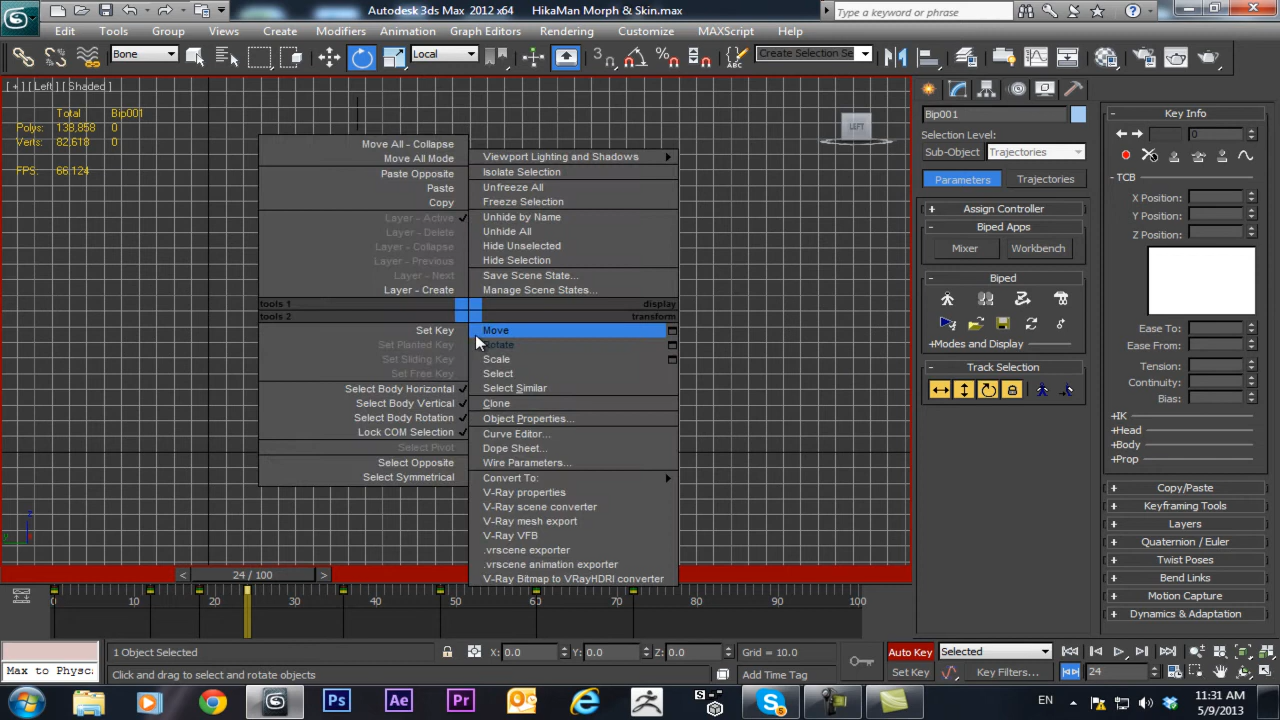 Autodesk 3ds Max 2012 x64 HikaMan Morph & Skin.max
Type a keyword or phrase
Edit Tools Group Views Create Modifiers Animation Graph Editors Rendering Customize MAXScript Help
Bone
Local
Create Selection Se
[ + ] [ Left ] [ Shaded ]
Total Bip001
Polys: 138,858 0
Verts: 82,618 0
FPS: 66.124
LEFT
Move All - Collapse
Move All Mode
Paste Opposite
Paste
Copy
Layer - Active
Layer - Delete
Layer - Collapse
Layer - Previous
Layer - Next
Layer - Create
tools 1
tools 2
Set Key
Set Planted Key
Set Sliding Key
Set Free Key
Select Body Horizontal
Select Body Vertical
Select Body Rotation
Lock COM Selection
Select Pivot
Select Opposite
Select Symmetrical
Viewport Lighting and Shadows
Isolate Selection
Unfreeze All
Freeze Selection
Unhide by Name
Unhide All
Hide Unselected
Hide Selection
Save Scene State...
Manage Scene States...
display
transform
Move
Rotate
Scale
Select
Select Similar
Clone
Object Properties...
Curve Editor...
Dope Sheet...
Wire Parameters...
Convert To:
V-Ray properties
V-Ray scene converter
V-Ray mesh export
V-Ray VFB
.vrscene exporter
.vrscene animation exporter
V-Ray Bitmap to VRayHDRI converter
Bip001
Selection Level:
Sub-Object Trajectories
Parameters Trajectories
+ Assign Controller
- Biped Apps
Mixer Workbench
- Biped
+Modes and Display
- Track Selection
- Key Info
0
- TCB
X Position:
Y Position:
Z Position:
Ease To:
Ease From:
Tension:
Continuity:
Bias:
+IK
+Head
+Body
+Prop
+ Copy/Paste
+ Keyframing Tools
+ Layers
+ Quaternion / Euler
+ Twist Poses
+ Bend Links
+ Motion Capture
+ Dynamics & Adaptation
< 24 / 100 >
0 10 20 30 40 50 60 70 80 90 100
1 Object Selected
X: 0.0 Y: 0.0 Z: 0.0
Grid = 10.0
Auto Key
Selected
Max to Physc
Click and drag to select and rotate objects
Add Time Tag
Set Key
Key Filters...
24
Ps Ae Pr
EN
11:31 AM
5/9/2013